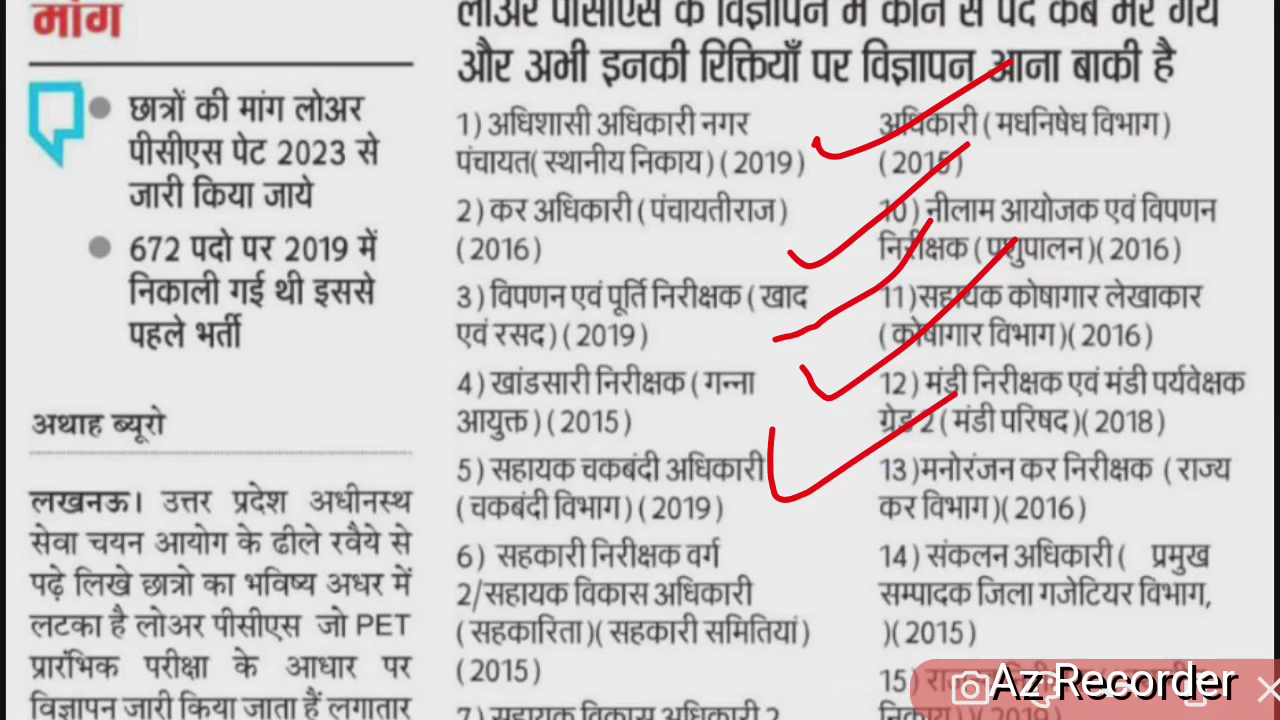 मांग
लोअर पीसीएस के विज्ञापन में कौन से पद कब भरे गये
और अभी इनकी रिक्तियाँ पर विज्ञापन आना बाकी है
छात्रों की मांग लोअर
पीसीएस पेट 2023 से
जारी किया जाये
672 पदो पर 2019 में
निकाली गई थी इससे
पहले भर्ती
अथाह ब्यूरो
लखनऊ। उत्तर प्रदेश अधीनस्थ
सेवा चयन आयोग के ढीले रवैये से
पढ़े लिखे छात्रो का भविष्य अधर में
लटका है लोअर पीसीएस जो PET
प्रारंभिक परीक्षा के आधार पर
विज्ञापन जारी किया जाता हैं लगातार
1) अधिशासी अधिकारी नगर
पंचायत( स्थानीय निकाय) (2019)
2) कर अधिकारी (पंचायतीराज)
(2016)
3) विपणन एवं पूर्ति निरीक्षक (खाद
एवं रसद) (2019)
4) खांडसारी निरीक्षक (गन्ना
आयुक्त) (2015)
5) सहायक चकबंदी अधिकारी
(चकबंदी विभाग) (2019)
6) सहकारी निरीक्षक वर्ग
2/सहायक विकास अधिकारी
(सहकारिता)(सहकारी समितियां)
(2015)
7) सहायक विकास अधिकारी 2
अधिकारी (मधनिषेध विभाग)
(2015)
10) नीलाम आयोजक एवं विपणन
निरीक्षक (पशुपालन)(2016)
11)सहायक कोषागार लेखाकार
(कोषागार विभाग)(2016)
12) मंडी निरीक्षक एवं मंडी पर्यवेक्षक
ग्रेड 2 (मंडी परिषद)(2018)
13)मनोरंजन कर निरीक्षक (राज्य
कर विभाग)(2016)
14) संकलन अधिकारी ( प्रमुख
सम्पादक जिला गजेटियर विभाग,
)(2015)
15)
निकाय))(2019)
Az Recorder